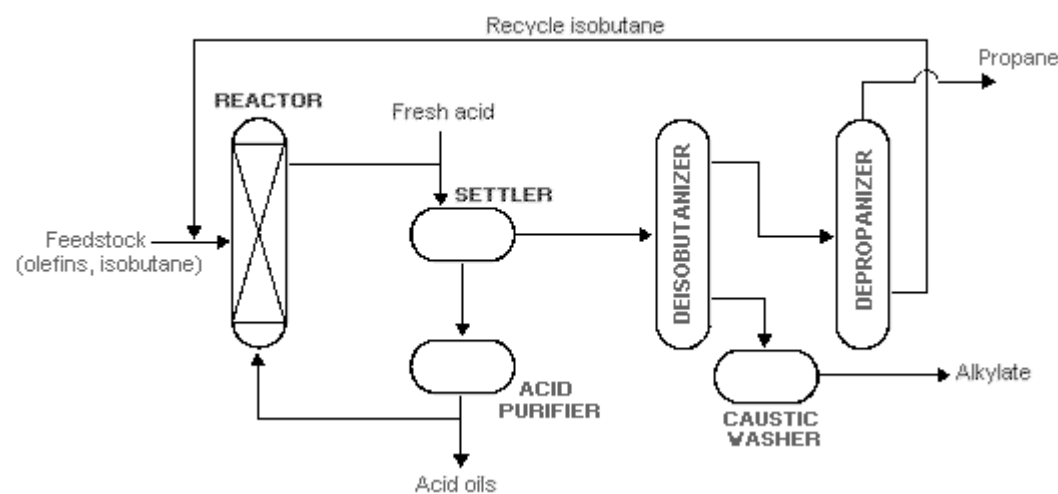 Recycle isobutane
Propane
REACTOR
Fresh acid
SETTLER
DEISOBUTANIZER
DEPROPANIZER
Feedstock
(olefins, isobutane)
ACID
PURIFIER
Alkylate
CAUSTIC
WASHER
Acid oils